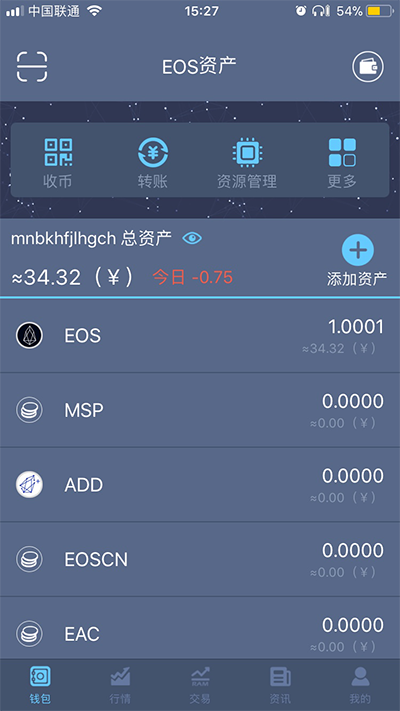 中国联通 15:27 54%
EOS资产
收币 转账 资源管理 更多
mnbkhfjlhgch 总资产
≈34.32（¥） 今日 -0.75 添加资产
EOS 1.0001
≈34.32（¥）
MSP 0.0000
≈0.00（¥）
ADD 0.0000
≈0.00（¥）
EOSCN 0.0000
≈0.00（¥）
EAC 0.0000
≈0.00（¥）
RAM
钱包 行情 交易 资讯 我的